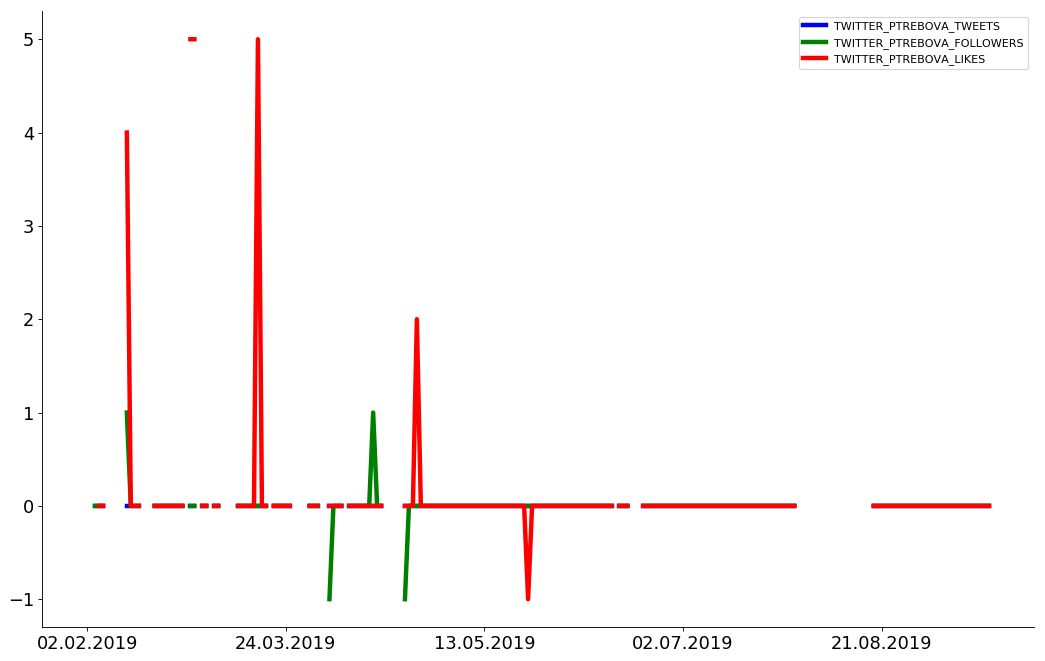 TWITTER_PTREBOVA_TWEETS
TWITTER_PTREBOVA_FOLLOWERS
TWITTER_PTREBOVA_LIKES
5
4
3
2
1
0
−1
02.02.2019 24.03.2019 13.05.2019 02.07.2019 21.08.2019